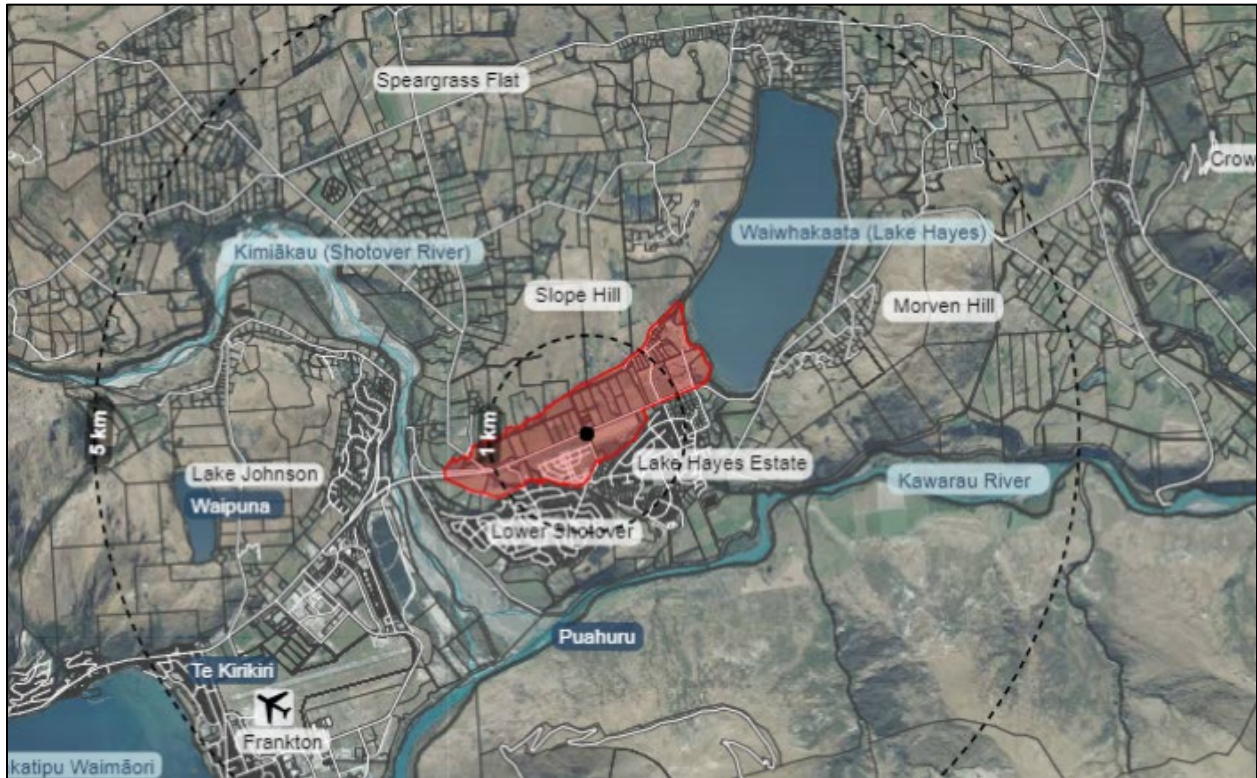 Speargrass Flat
Crow
Kimiākau (Shotover River)
Waiwhakaata (Lake Hayes)
Slope Hill
Morven Hill
5 km
1 km
Lake Johnson
Lake Hayes Estate
Waipuna
Kawarau River
Lower Shotover
Puahuru
Te Kirikiri
Frankton
katipu Waimāori